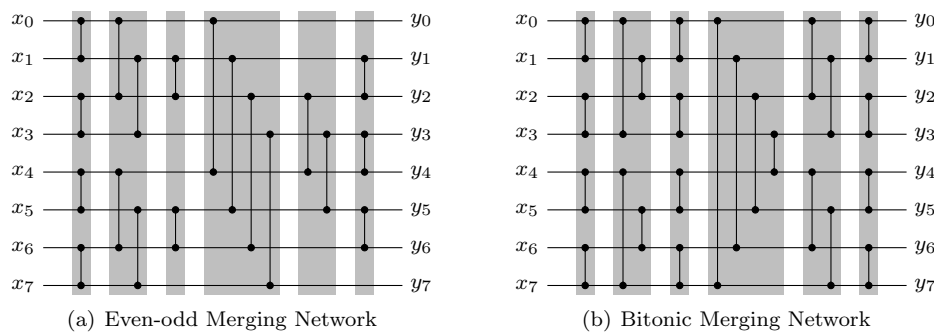 x₀ y₀ x₀ y₀
x₁ y₁ x₁ y₁
x₂ y₂ x₂ y₂
x₃ y₃ x₃ y₃
x₄ y₄ x₄ y₄
x₅ y₅ x₅ y₅
x₆ y₆ x₆ y₆
x₇ y₇ x₇ y₇
(a) Even-odd Merging Network
(b) Bitonic Merging Network